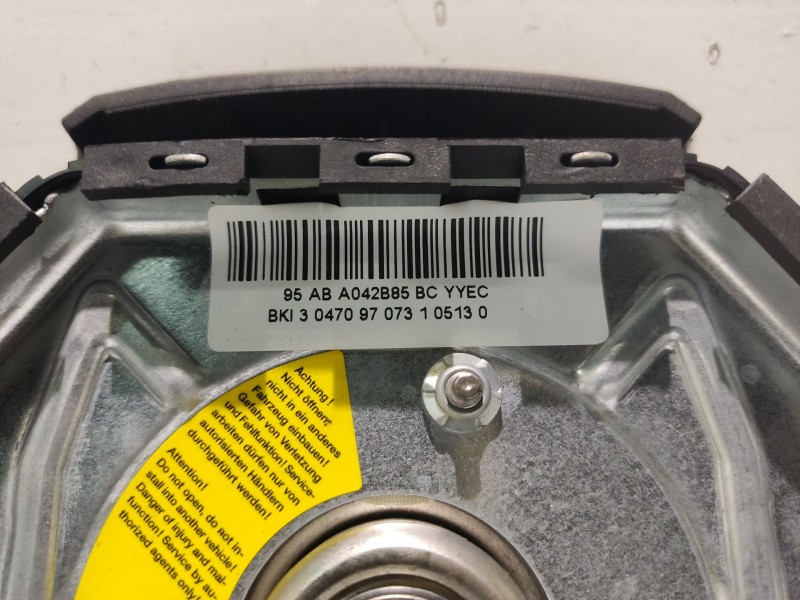 95 AB A042B85 BC YYEC
BKI 3 0470 97 073 1 0513 0
Achtung!
Nicht öffnen,
nicht in ein anderes
Fahrzeug einbauen!
Gefahr von Verletzung
und Fehlfunktion! Service-
arbeiten dürfen nur von
autorisierten Händlern
durchgeführt werden!
Attention!
Do not open, do not in-
stall into another vehicle!
Danger of injury and mal-
function! Service by au-
thorized agents only!